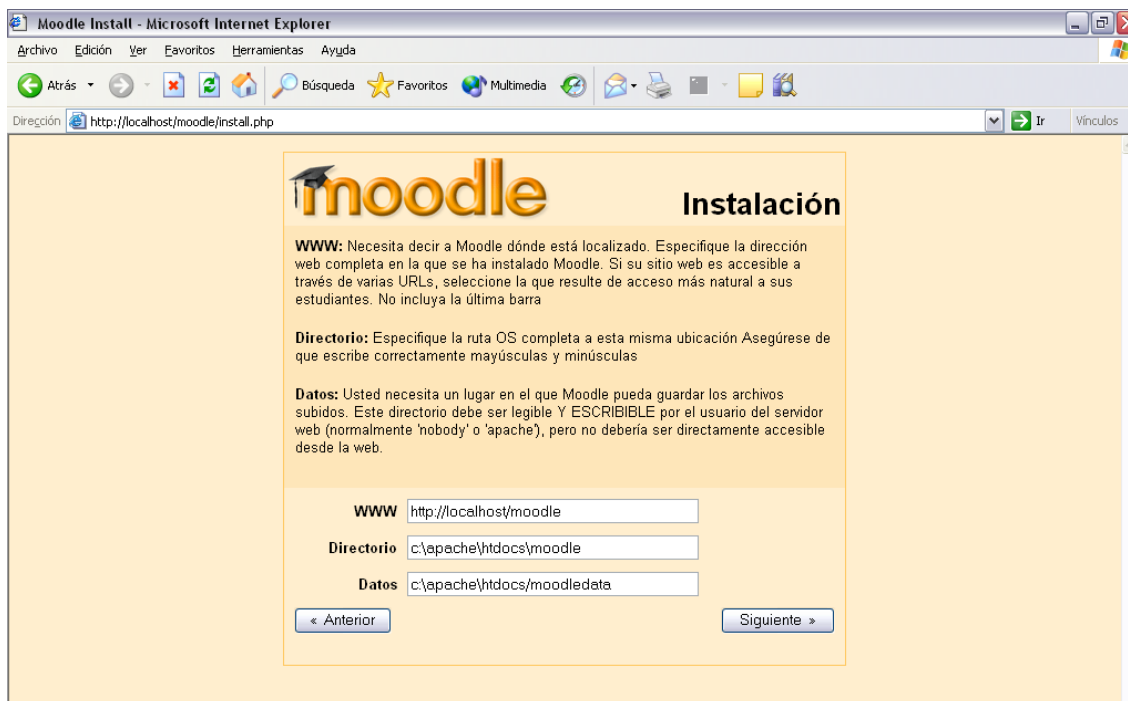 Moodle Install - Microsoft Internet Explorer
Archivo Edición Ver Favoritos Herramientas Ayuda
Atrás Búsqueda Favoritos Multimedia
Dirección http://localhost/moodle/install.php Ir Vínculos
moodle
Instalación
WWW: Necesita decir a Moodle dónde está localizado. Especifique la dirección
web completa en la que se ha instalado Moodle. Si su sitio web es accesible a
través de varias URLs, seleccione la que resulte de acceso más natural a sus
estudiantes. No incluya la última barra
Directorio: Especifique la ruta OS completa a esta misma ubicación Asegúrese de
que escribe correctamente mayúsculas y minúsculas
Datos: Usted necesita un lugar en el que Moodle pueda guardar los archivos
subidos. Este directorio debe ser legible Y ESCRIBIBLE por el usuario del servidor
web (normalmente 'nobody' o 'apache'), pero no debería ser directamente accesible
desde la web.
WWW http://localhost/moodle
Directorio c:\apache\htdocs\moodle
Datos c:\apache\htdocs/moodledata
« Anterior Siguiente »